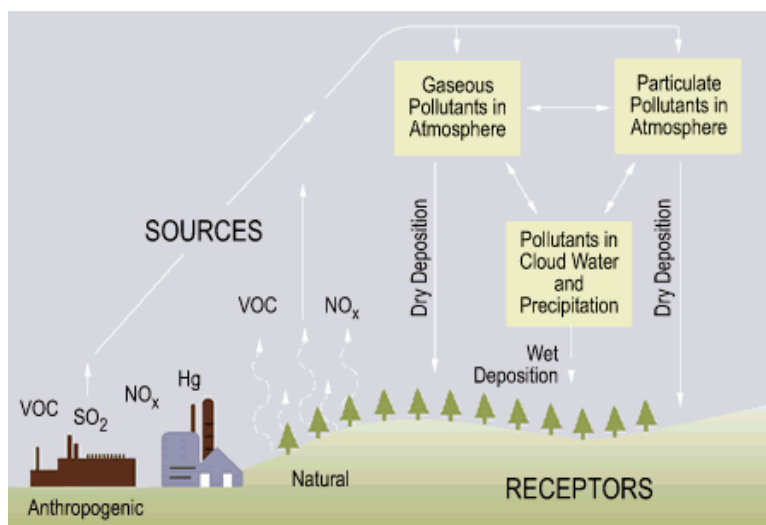 Gaseous
Pollutants in
Atmosphere
Particulate
Pollutants in
Atmosphere
SOURCES
Dry Deposition
Pollutants in
Cloud Water
and
Precipitation
Dry Deposition
VOC
NOₓ
Wet
Deposition
VOC
SO₂
NOₓ
Hg
Anthropogenic
Natural
RECEPTORS